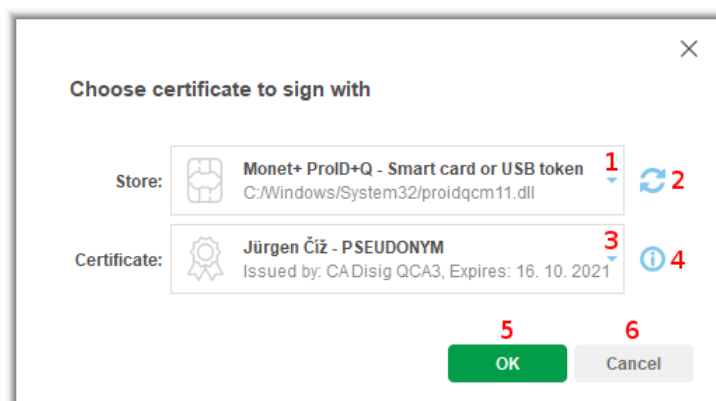 Choose certificate to sign with
Store:
Monet+ ProID+Q - Smart card or USB token
C:/Windows/System32/proidqcm11.dll
1
2
Certificate:
Jürgen Číž - PSEUDONYM
Issued by: CA Disig QCA3, Expires: 16. 10. 2021
3
4
5
6
OK
Cancel